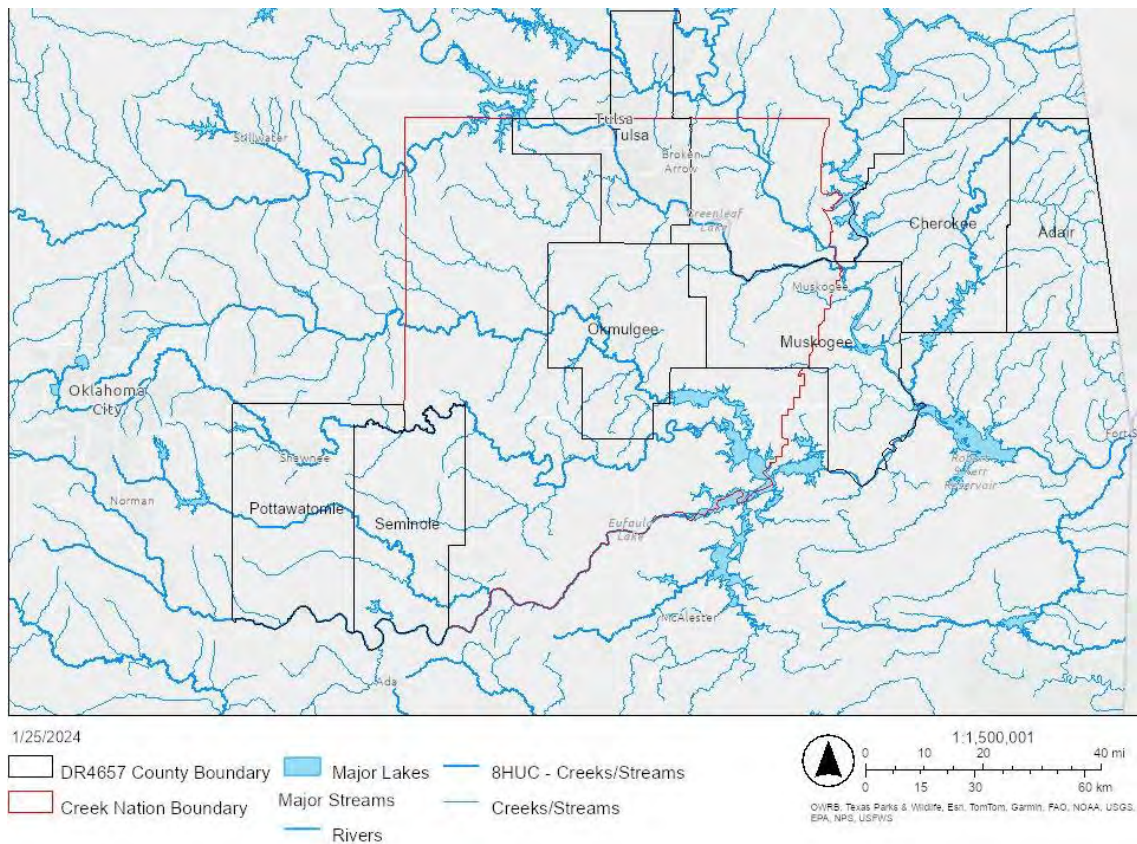 Tulsa
Tulsa
Stillwater
Broken
Arrow
Greenleaf
Lake
Cherokee
Adair
Muskogee
Okmulgee
Muskogee
Oklahoma
City
Shawnee
Fort S
Robert
S Kerr
Reservoir
Norman
Pottawatomie
Seminole
Eufaula
Lake
McAlester
Ada
1/25/2024
DR4657 County Boundary
Creek Nation Boundary
Major Lakes
Major Streams
Rivers
8HUC - Creeks/Streams
Creeks/Streams
1:1,500,001
0 10 20 40 mi
0 15 30 60 km
OWRB, Texas Parks & Wildlife, Esri, TomTom, Garmin, FAO, NOAA, USGS,
EPA, NPS, USFWS